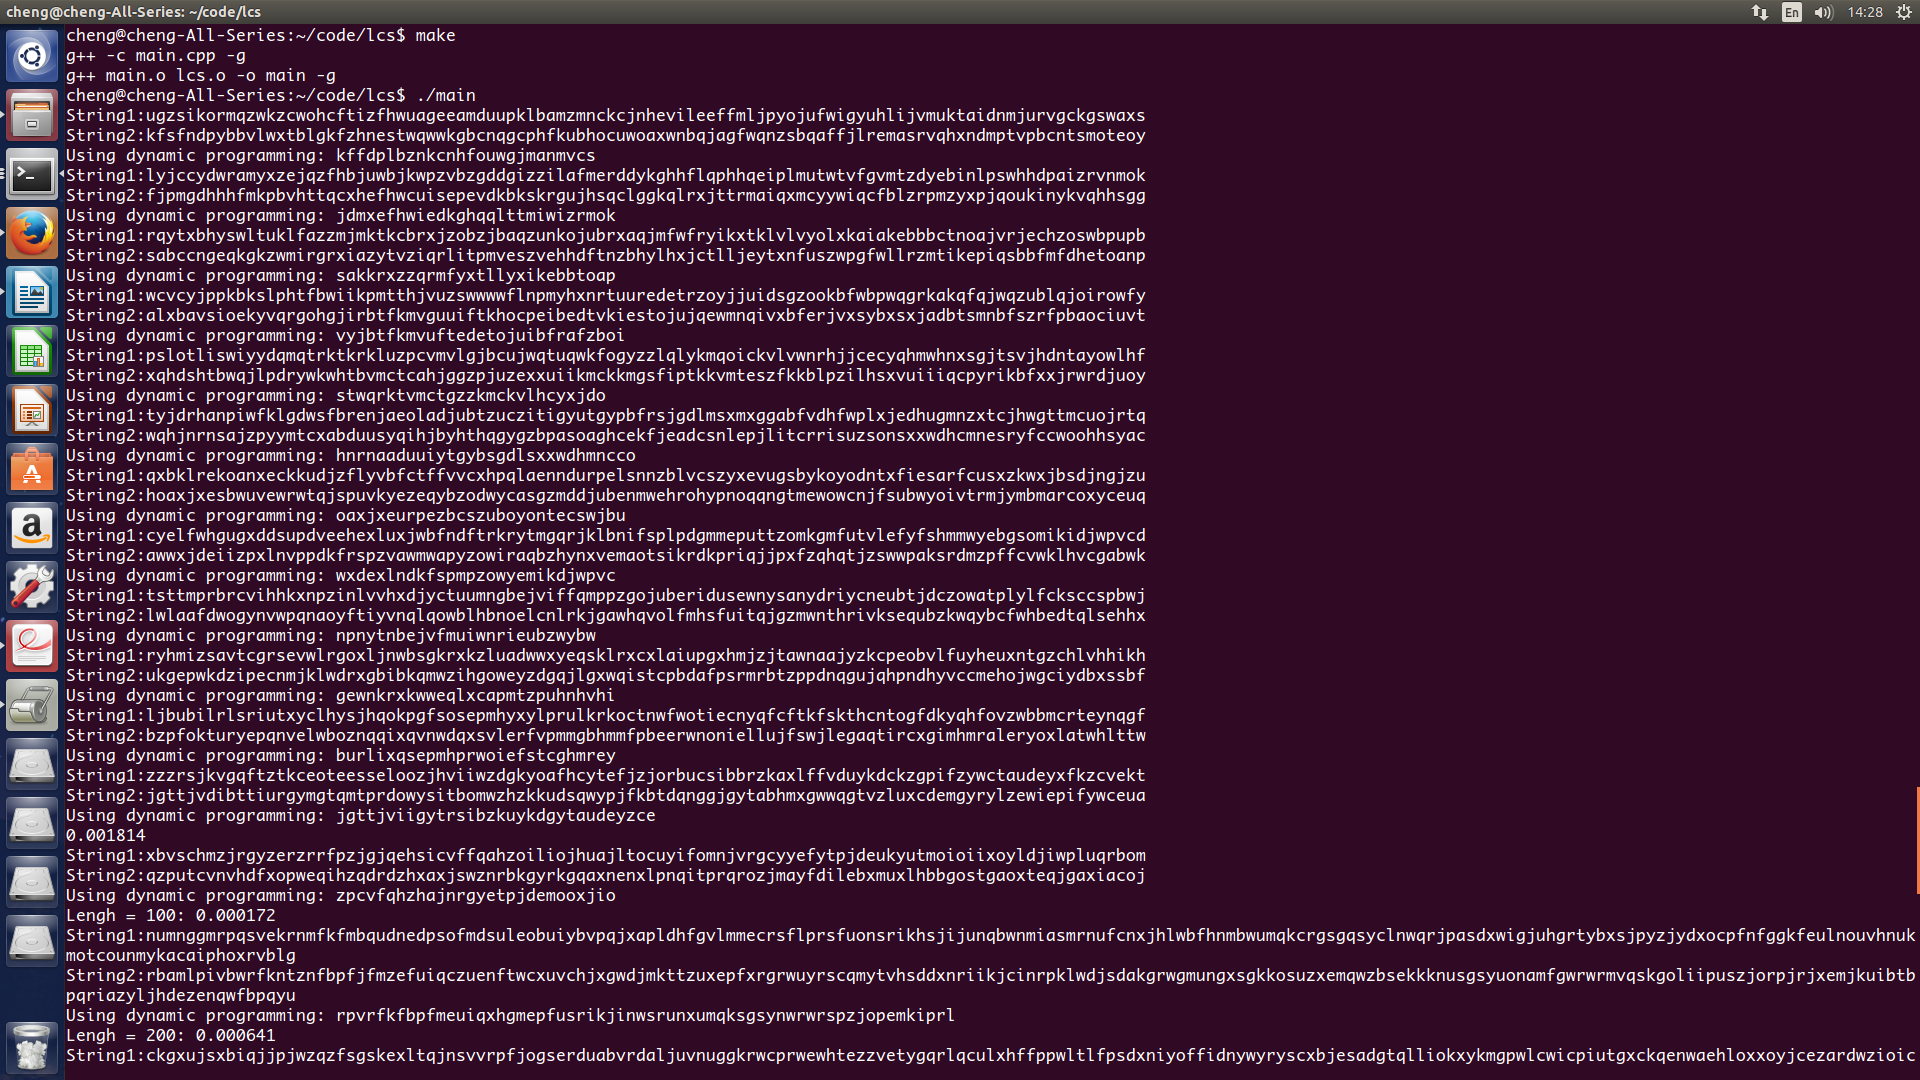 cheng@cheng-All-Series: ~/code/lcs
En
14:28
cheng@cheng-All-Series:~/code/lcs$ make
g++ -c main.cpp -g
g++ main.o lcs.o -o main -g
cheng@cheng-All-Series:~/code/lcs$ ./main
String1:ugzsikormqzwkzcwohcftizfhwuageeamduupklbamzmnckcjnhevileeffmljpyojufwigyuhlijvmuktaidnmjurvgckgswaxs
String2:kfsfndpybbvlwxtblgkfzhnestwqwwkgbcnqgcphfkubhocuwoaxwnbqjagfwqnzsbqaffjlremasrvqhxndmptvpbcntsmoteoy
Using dynamic programming: kffdplbznkcnhfouwgjmanmvcs
String1:lyjccydwramyxzejqzfhbjuwbjkwpzvbzgddgizzilafmerddykghhflqphhqeiplmutwtvfgvmtzdyebinlpswhhdpaizrvnmok
String2:fjpmgdhhhfmkpbvhttqcxhefhwcuisepevdkbkskrgujhsqclggkqlrxjttrmaiqxmcyywiqcfblzrpmzyxpjqoukinykvqhhsgg
Using dynamic programming: jdmxefhwiedkghqqlttmiwizrmok
String1:rqytxbhyswltuklfazzmjmktkcbrxjzobzjbaqzunkojubrxaqjmfwfryikxtklvlvyolxkaiakebbbctnoajvrjechzoswbpupb
String2:sabccngeqkgkzwmirgrxiazytvziqrlitpmveszvehhdftnzbhylhxjctlljeytxnfuszwpgfwllrzmtikepiqsbbfmfdhetoanp
Using dynamic programming: sakkrxzzqrmfyxtllyxikebbtoap
String1:wcvcyjppkbkslphtfbwiikpmtthjvuzswwwwflnpmyhxnrtuuredetrzoyjjuidsgzookbfwbpwqgrkakqfqjwqzublqjoirowfy
String2:alxbavsioekyvqrgohgjirbtfkmvguuiftkhocpeibedtvkiestojujqewmnqivxbferjvxsybxsxjadbtsmnbfszrfpbaociuvt
Using dynamic programming: vyjbtfkmvuftedetojuibfrafzboi
String1:pslotliswiyydqmqtrktkrkluzpcvmvlgjbcujwqtuqwkfogyzzlqlykmqoickvlvwnrhjjcecyqhmwhnxsgjtsvjhdntayowlhf
String2:xqhdshtbwqjlpdrywkwhtbvmctcahjggzpjuzexxuiikmckkmgsfiptkkvmteszfkkblpzilhsxvuiiiqcpyrikbfxxjrwrdjuoy
Using dynamic programming: stwqrktvmctgzzkmckvlhcyxjdo
String1:tyjdrhanpiwfklgdwsfbrenjaeoladjubtzuczitigyutgypbfrsjgdlmsxmxggabfvdhfwplxjedhugmnzxtcjhwgttmcuojrtq
String2:wqhjnrnsajzpyymtcxabduusyqihjbyhthqgygzbpasoaghcekfjeadcsnlepjlitcrrisuzsonsxxwdhcmnesryfccwoohhsyac
Using dynamic programming: hnrnaaduuiytgybsgdlsxxwdhmncco
String1:qxbklrekoanxeckkudjzflyvbfctffvvcxhpqlaenndurpelsnnzblvcszyxevugsbykoyodntxfiesarfcusxzkwxjbsdjngjzu
String2:hoaxjxesbwuvewrwtqjspuvkyezeqybzodwycasgzmddjubenmwehrohypnoqqngtmewowcnjfsubwyoivtrmjymbmarcoxyceuq
Using dynamic programming: oaxjxeurpezbcszuboyontecswjbu
String1:cyelfwhgugxddsupdveehexluxjwbfndftrkrytmgqrjklbnifsplpdgmmeputtzomkgmfutvlefyfshmmwyebgsomikidjwpvcd
String2:awwxjdeiizpxlnvppdkfrspzvawmwapyzowiraqbzhynxvemaotsikrdkpriqjjpxfzqhqtjzswwpaksrdmzpffcvwklhvcgabwk
Using dynamic programming: wxdexlndkfspmpzowyemikdjwpvc
String1:tsttmprbrcvihhkxnpzinlvvhxdjyctuumngbejviffqmppzgojuberidusewnysanydriycneubtjdczowatplylfcksccspbwj
String2:lwlaafdwogynvwpqnaoyftiyvnqlqowblhbnoelcnlrkjgawhqvolfmhsfuitqjgzmwnthrivksequbzkwqybcfwhbedtqlsehhx
Using dynamic programming: npnytnbejvfmuiwnrieubzwybw
String1:ryhmizsavtcgrsevwlrgoxljnwbsgkrxkzluadwwxyeqsklrxcxlaiupgxhmjzjtawnaajyzkcpeobvlfuyheuxntgzchlvhhikh
String2:ukgepwkdzipecnmjklwdrxgbibkqmwzihgoweyzdgqjlgxwqistcpbdafpsrmrbtzppdnqgujqhpndhyvccmehojwgciydbxssbf
Using dynamic programming: gewnkrxkwweqlxcapmtzpuhnhvhi
String1:ljbubilrlsriutxyclhysjhqokpgfsosepmhyxylprulkrkoctnwfwotiecnyqfcftkfskthcntogfdkyqhfovzwbbmcrteynqgf
String2:bzpfokturyepqnvelwboznqqixqvnwdqxsvlerfvpmmgbhmmfpbeerwnoniellujfswjlegaqtircxgimhmraleryoxlatwhlttw
Using dynamic programming: burlixqsepmhprwoiefstcghmrey
String1:zzzrsjkvgqftztkceoteesseloozjhviiwzdgkyoafhcytefjzjorbucsibbrzkaxlffvduykdckzgpifzywctaudeyxfkzcvekt
String2:jgttjvdibttiurgymgtqmtprdowysitbomwzhzkkudsqwypjfkbtdqnggjgytabhmxgwwqgtvzluxcdemgyrylzewiepifywceua
Using dynamic programming: jgttjviigytrsibzkuykdgytaudeyzce
0.001814
String1:xbvschmzjrgyzerzrrfpzjgjqehsicvffqahzoiliojhuajltocuyifomnjvrgcyyefytpjdeukyutmoioiixoyldjiwpluqrbom
String2:qzputcvnvhdfxopweqihzqdrdzhxaxjswznrbkgyrkgqaxnenxlpnqitprqrozjmayfdilebxmuxlhbbgostgaoxteqjgaxiacoj
Using dynamic programming: zpcvfqhzhajnrgyetpjdemooxjio
Lengh = 100: 0.000172
String1:numnggmrpqsvekrnmfkfmbqudnedpsofmdsuleobuiybvpqjxapldhfgvlmmecrsflprsfuonsrikhsjijunqbwnmiasmrnufcnxjhlwbfhnmbwumqkcrgsgqsyclnwqrjpasdxwigjuhgrtybxsjpyzjydxocpfnfggkfeulnouvhnuk
motcounmykacaiphoxrvblg
String2:rbamlpivbwrfkntznfbpfjfmzefuiqczuenftwcxuvchjxgwdjmkttzuxepfxrgrwuyrscqmytvhsddxnriikjcinrpklwdjsdakgrwgmungxsgkkosuzxemqwzbsekkknusgsyuonamfgwrwrmvqskgoliipuszjorpjrjxemjkuibtb
pqriazyljhdezenqwfbpqyu
Using dynamic programming: rpvrfkfbpfmeuiqxhgmepfusrikjinwsrunxumqksgsynwrwrspzjopemkiprl
Lengh = 200: 0.000641
String1:ckgxujsxbiqjjpjwzqzfsgskexltqjnsvvrpfjogserduabvrdaljuvnuggkrwcprwewhtezzvetygqrlqculxhffppwltlfpsdxniyoffidnywyryscxbjesadgtqlliokxykmgpwlcwicpiutgxckqenwaehloxxoyjcezardwzioic